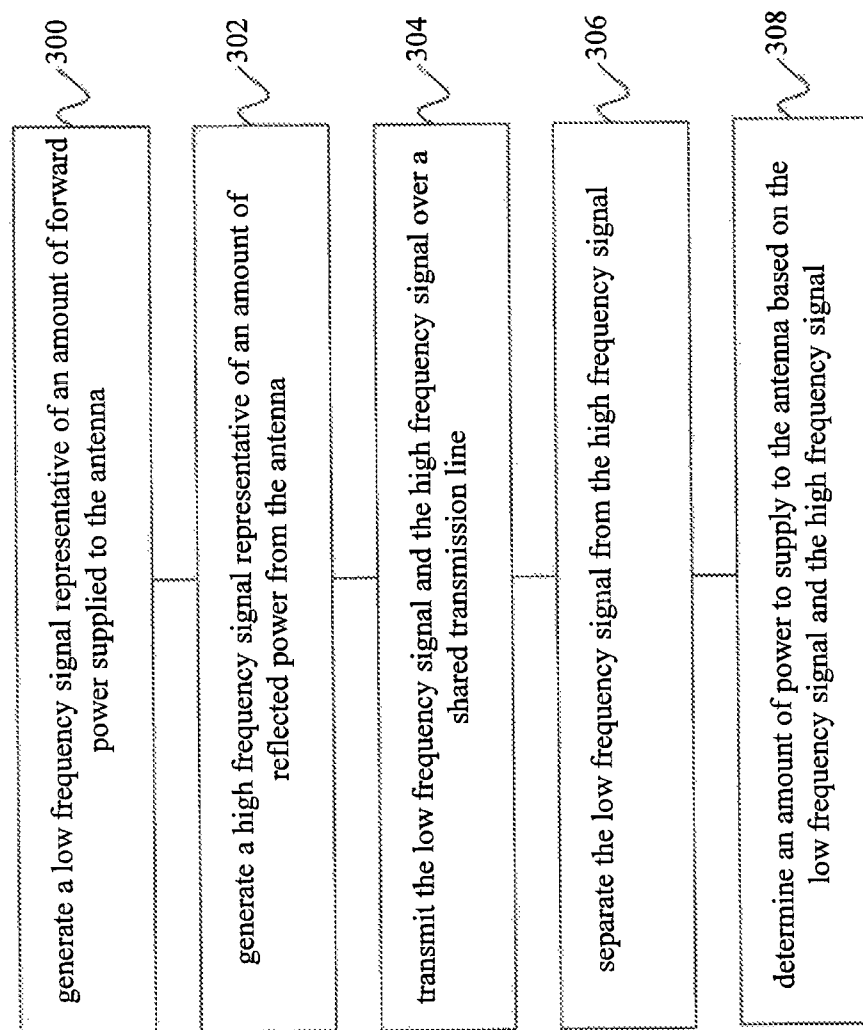 generate a low frequency signal representative of an amount of forward
power supplied to the antenna
300
generate a high frequency signal representative of an amount of
reflected power from the antenna
302
transmit the low frequency signal and the high frequency signal over a
shared transmission line
304
separate the low frequency signal from the high frequency signal
306
determine an amount of power to supply to the antenna based on the
low frequency signal and the high frequency signal
308